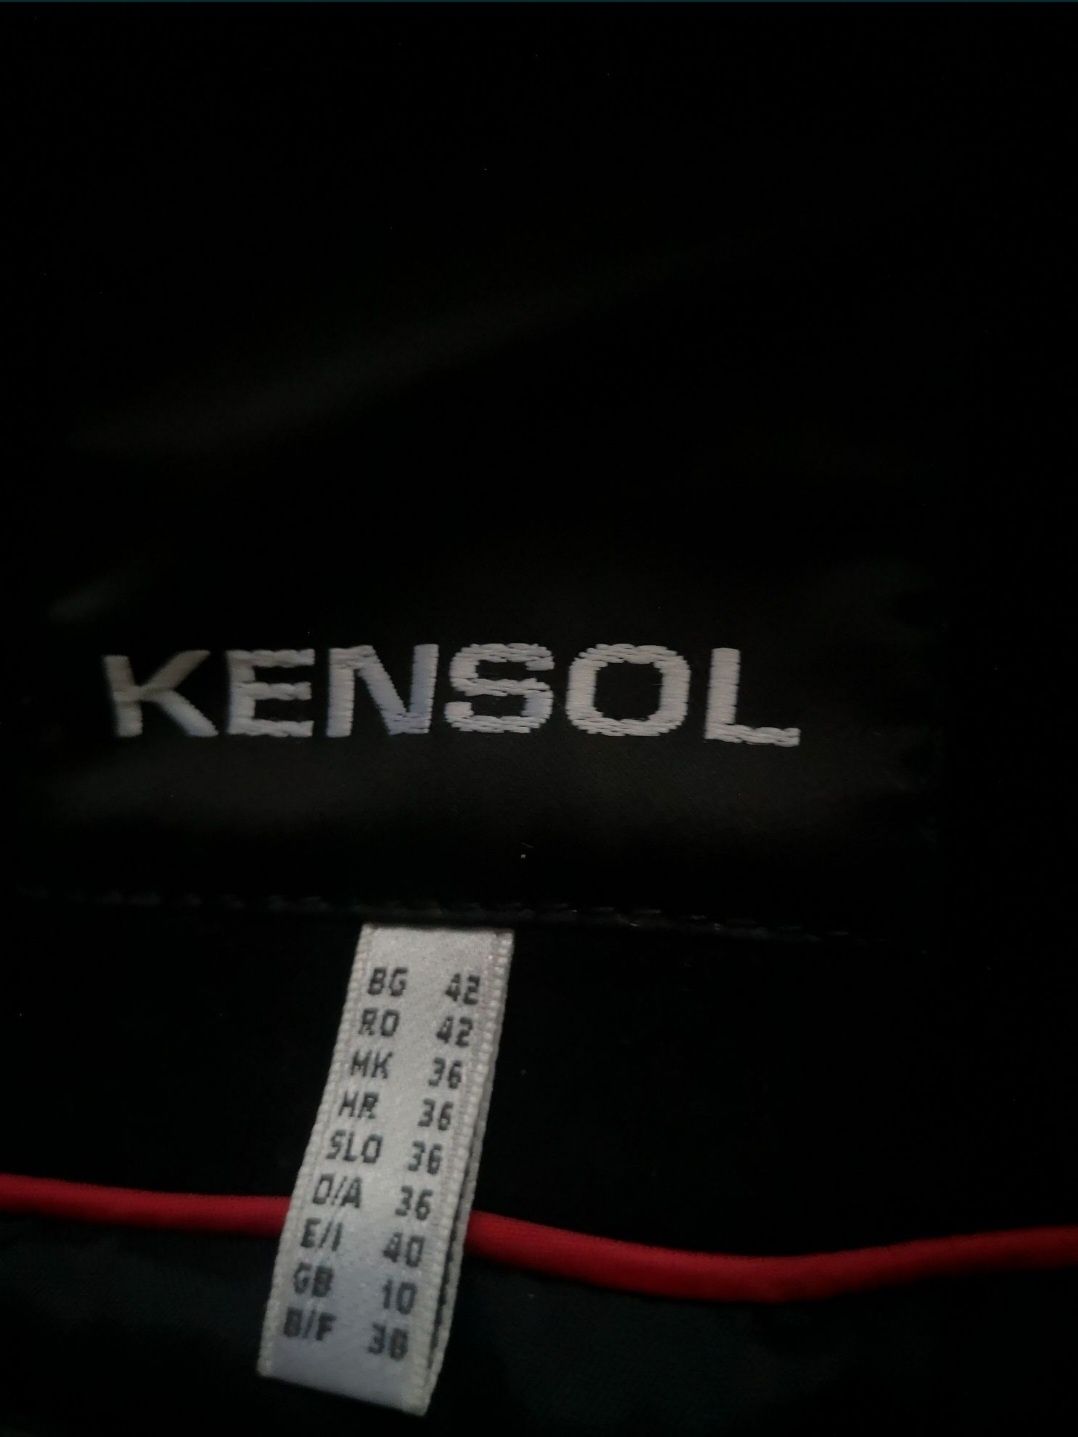 KENSOL
BG 42
RO 42
MK 36
HR 36
SLO 36
D/A 36
E/I 40
GB 10
B/F 38